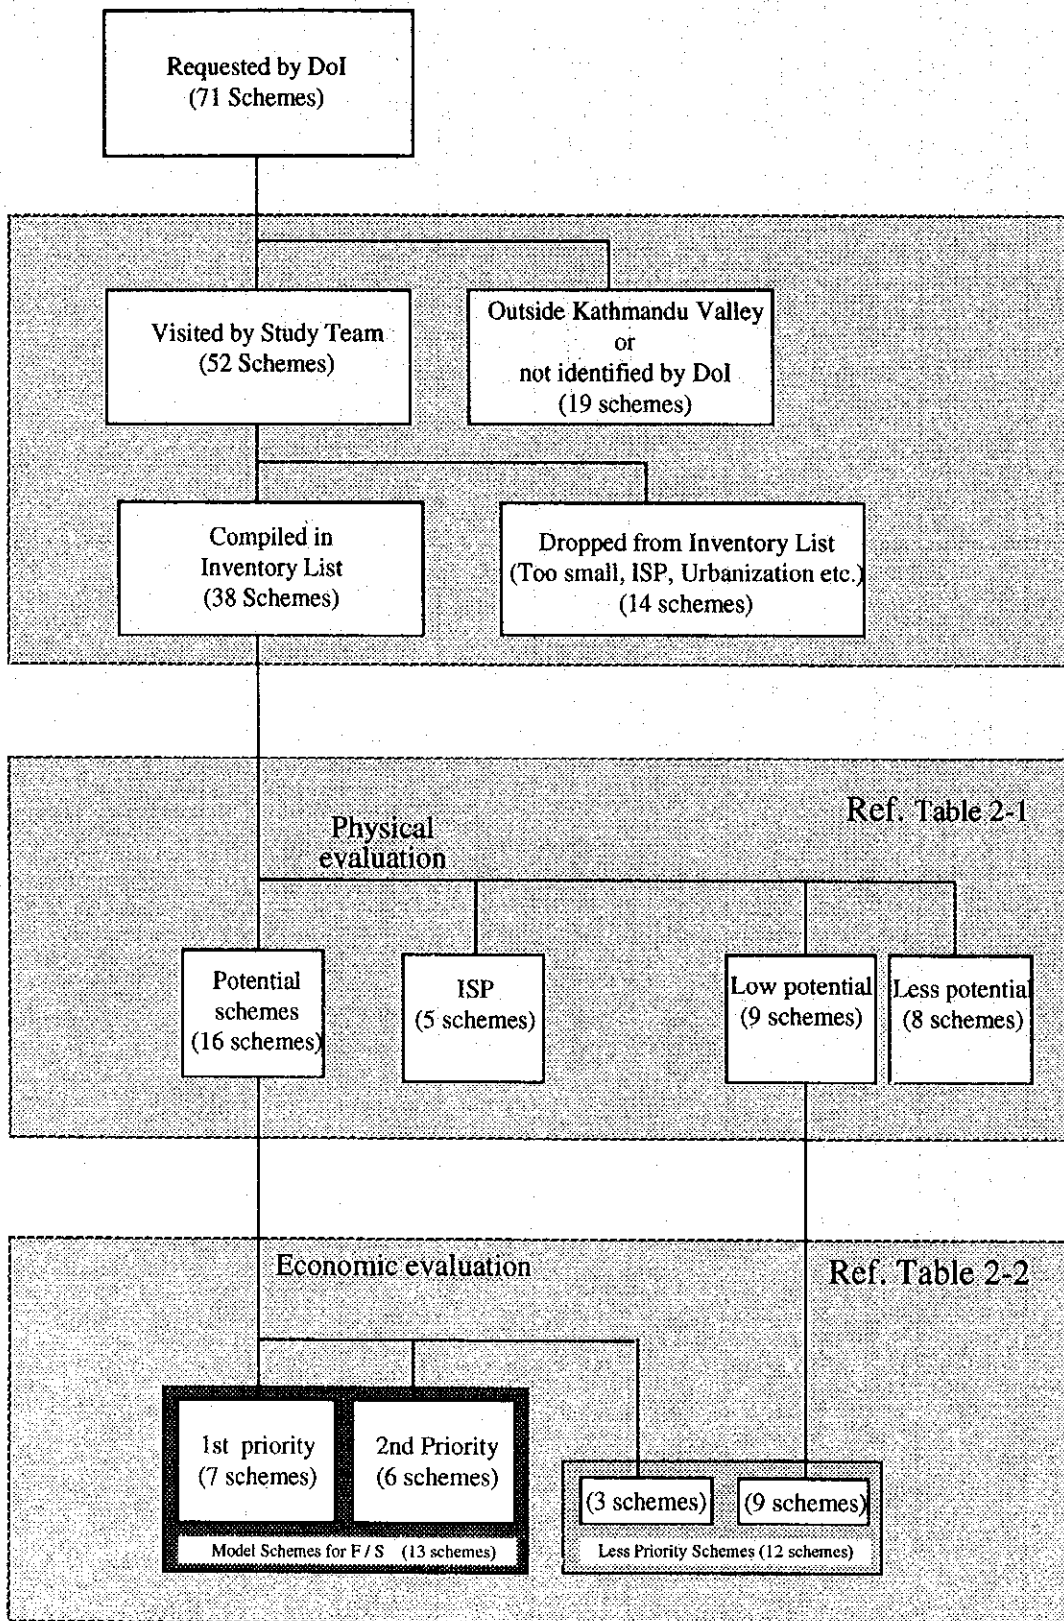 Requested by DoI
(71 Schemes)
Visited by Study Team
(52 Schemes)
Outside Kathmandu Valley
or
not identified by DoI
(19 schemes)
Compiled in
Inventory List
(38 Schemes)
Dropped from Inventory List
(Too small, ISP, Urbanization etc.)
(14 schemes)
Ref. Table 2-1
Physical
evaluation
Potential
schemes
(16 schemes)
ISP
(5 schemes)
Low potential
(9 schemes)
Less potential
(8 schemes)
Economic evaluation
Ref. Table 2-2
1st priority
(7 schemes)
2nd Priority
(6 schemes)
Model Schemes for F / S (13 schemes)
(3 schemes)
(9 schemes)
Less Priority Schemes (12 schemes)